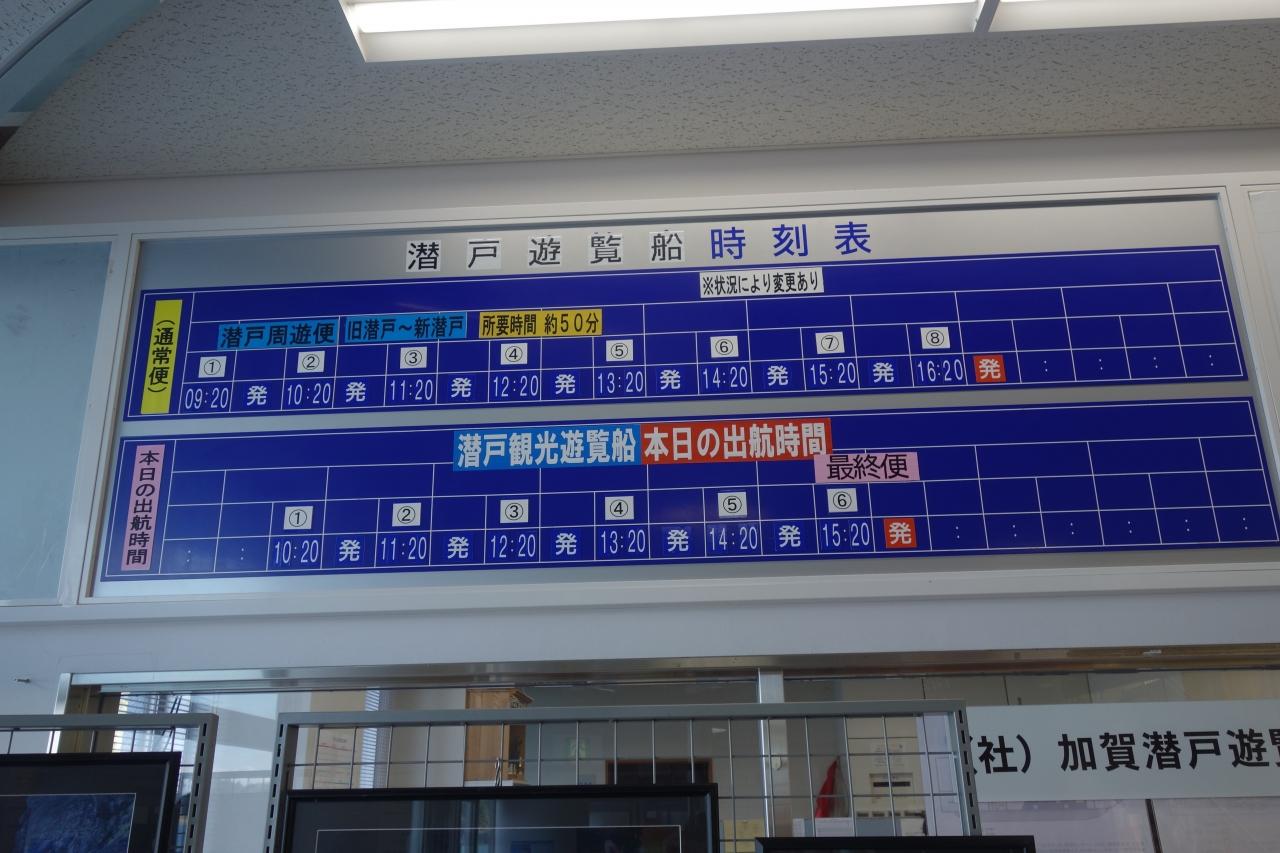 潜戸遊覧船時刻表
※状況により変更あり
(通常便)
潜戸周遊便 旧潜戸～新潜戸 所要時間 約50分
① ② ③ ④ ⑤ ⑥ ⑦ ⑧
09:20 発 10:20 発 11:20 発 12:20 発 13:20 発 14:20 発 15:20 発 16:20 発 : : : :
本日の出航時間
潜戸観光遊覧船 本日の出航時間
最終便
① ② ③ ④ ⑤ ⑥
: : 10:20 発 11:20 発 12:20 発 13:20 発 14:20 発 15:20 発 : : : : : :
(社)加賀潜戸遊覧